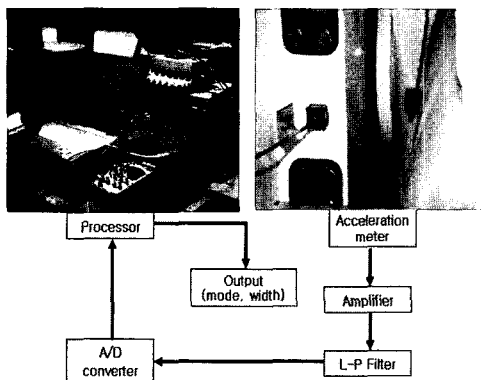 Processor
Acceleration
meter
Output
(mode, width)
Amplifier
A/D
converter
L-P Filter